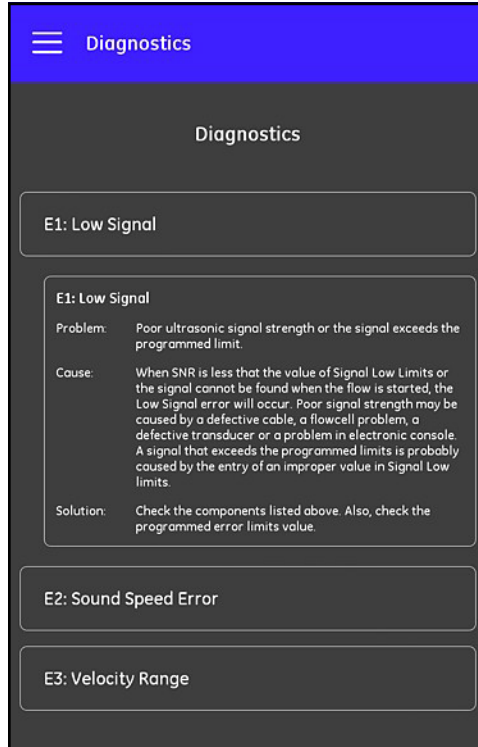 Diagnostics
Diagnostics
E1: Low Signal
E1: Low Signal
Problem: Poor ultrasonic signal strength or the signal exceeds the
programmed limit.
Cause: When SNR is less that the value of Signal Low Limits or
the signal cannot be found when the flow is started, the
Low Signal error will occur. Poor signal strength may be
caused by a defective cable, a flowcell problem, a
defective transducer or a problem in electronic console.
A signal that exceeds the programmed limits is probably
caused by the entry of an improper value in Signal Low
limits.
Solution: Check the components listed above. Also, check the
programmed error limits value.
E2: Sound Speed Error
E3: Velocity Range